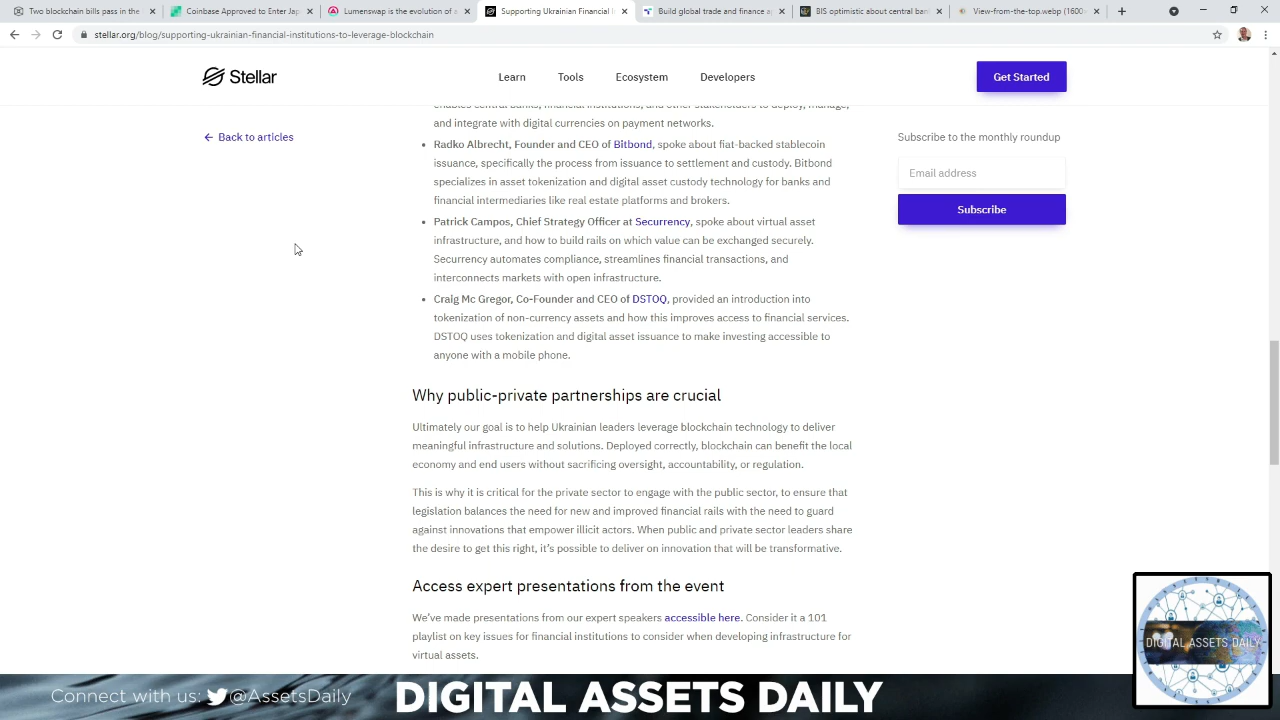 Two blockchain bills pass in the
Coinbase Approved to Enter Jap
Lumenswap is the evolution of a
Supporting Ukrainian Financial I
Build global trade and finance ap
BIS optimistic about central ban
View-from-the-top.webp (1600×
stellar.org/blog/supporting-ukrainian-financial-institutions-to-leverage-blockchain
Stellar
Learn
Tools
Ecosystem
Developers
Get Started
enables central banks, financial institutions, and other stakeholders to deploy, manage,
and integrate with digital currencies on payment networks.
← Back to articles
Subscribe to the monthly roundup
Email address
Subscribe
• Radko Albrecht, Founder and CEO of Bitbond, spoke about fiat-backed stablecoin
issuance, specifically the process from issuance to settlement and custody. Bitbond
specializes in asset tokenization and digital asset custody technology for banks and
financial intermediaries like real estate platforms and brokers.
• Patrick Campos, Chief Strategy Officer at Securrency, spoke about virtual asset
infrastructure, and how to build rails on which value can be exchanged securely.
Securrency automates compliance, streamlines financial transactions, and
interconnects markets with open infrastructure.
• Craig Mc Gregor, Co-Founder and CEO of DSTOQ, provided an introduction into
tokenization of non-currency assets and how this improves access to financial services.
DSTOQ uses tokenization and digital asset issuance to make investing accessible to
anyone with a mobile phone.
Why public-private partnerships are crucial
Ultimately our goal is to help Ukrainian leaders leverage blockchain technology to deliver
meaningful infrastructure and solutions. Deployed correctly, blockchain can benefit the local
economy and end users without sacrificing oversight, accountability, or regulation.
This is why it is critical for the private sector to engage with the public sector, to ensure that
legislation balances the need for new and improved financial rails with the need to guard
against innovations that empower illicit actors. When public and private sector leaders share
the desire to get this right, it's possible to deliver on innovation that will be transformative.
Access expert presentations from the event
We've made presentations from our expert speakers accessible here. Consider it a 101
playlist on key issues for financial institutions to consider when developing infrastructure for
virtual assets.
DIGITAL ASSETS DAILY
Connect with us: @AssetsDaily
DIGITAL ASSETS DAILY